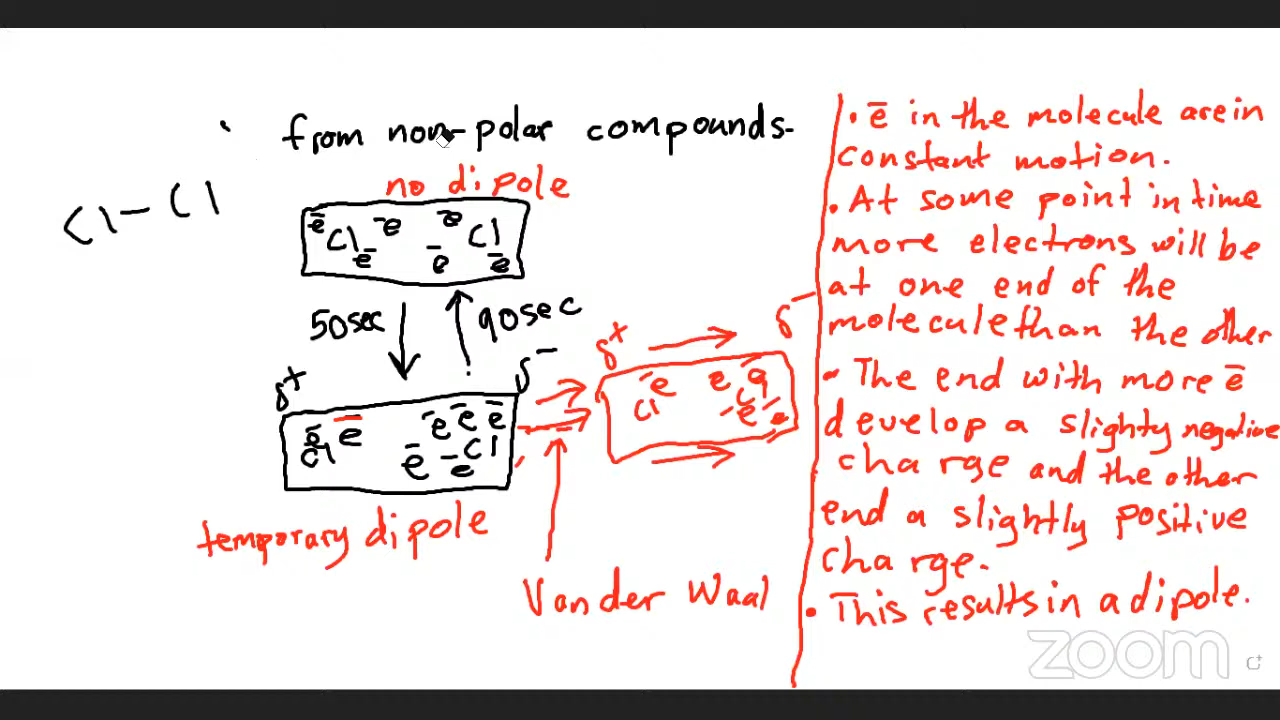 from non-polar compounds.
no dipole
Cl-Cl
e̅ Cl e̅ -e e̅ -e Cl e̅
50sec
90sec
δ+
δ-
e̅ Cl e̅ -e e̅ e̅ e̅ -e Cl
temporary dipole
δ+
δ-
Cl e̅ e Cl -e e
Van der Waal
• e̅ in the molecule are in
constant motion.
• At some point in time
more electrons will be
at one end of the
molecule than the other
• The end with more e̅
develop a slighty negative
charge and the other
end a slightly positive
charge.
• This results in a dipole.
zoom